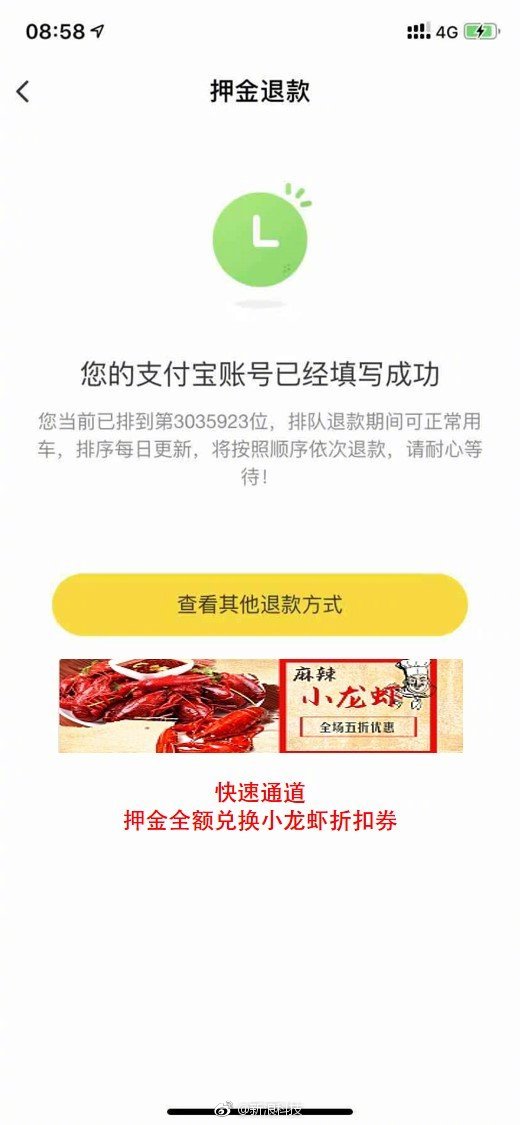 08:58
4G
押金退款
您的支付宝账号已经填写成功
您当前已排到第3035923位，排队退款期间可正常用
车，排序每日更新，将按照顺序依次退款，请耐心等
待！
查看其他退款方式
麻辣
小龙虾
全场五折优惠
快速通道
押金全额兑换小龙虾折扣券
@新浪科技